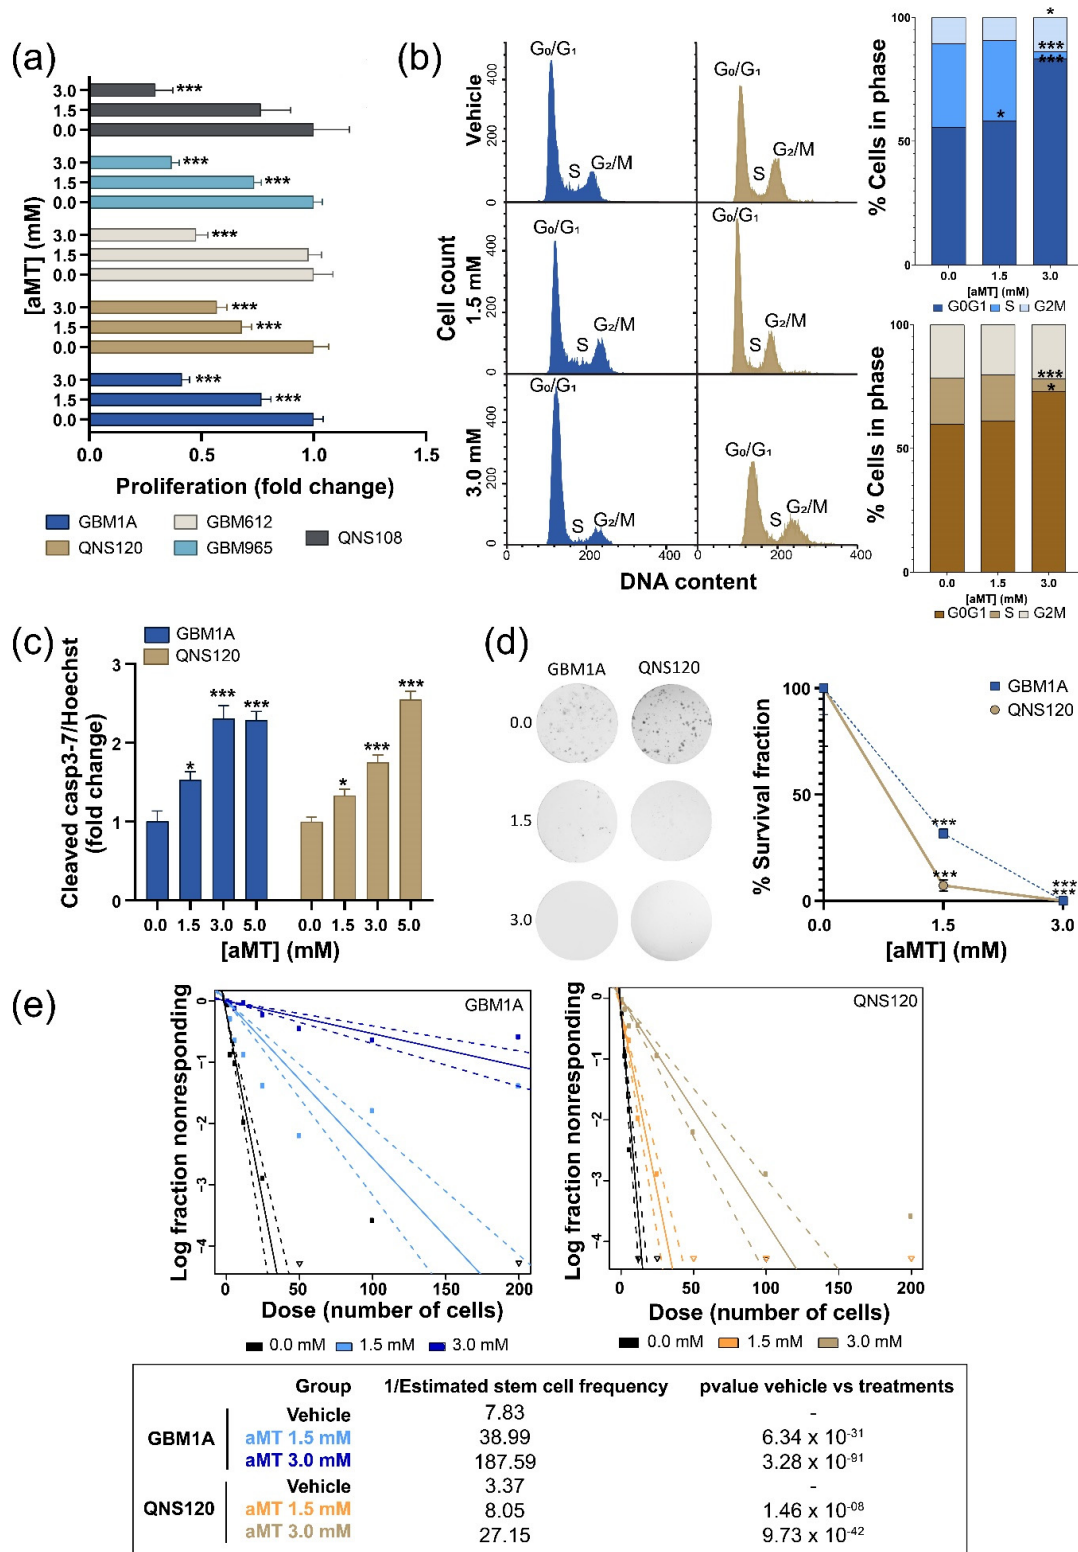 (a)
[aMT] (mM)
3.0
***
1.5
0.0
3.0
***
1.5
***
0.0
3.0
***
1.5
0.0
3.0
***
1.5
***
0.0
3.0
***
1.5
***
0.0
0.0 0.5 1.0 1.5
Proliferation (fold change)
GBM1A GBM612 QNS108
QNS120 GBM965
(b)
Cell count
Vehicle
400
200
0
G₀/G₁
S
G₂/M
G₀/G₁
S
G₂/M
1.5 mM
400
200
0
G₀/G₁
S
G₂/M
G₀/G₁
S
G₂/M
3.0 mM
400
200
0
G₀/G₁
S
G₂/M
G₀/G₁
S
G₂/M
0 200 0 200 400
DNA content
% Cells in phase
100
50
0
*
***
***
*
0.0 1.5 3.0
[aMT] (mM)
G0G1 S G2M
% Cells in phase
100
50
0
***
*
0.0 1.5 3.0
[aMT] (mM)
G0G1 S G2M
(c)
GBM1A
QNS120
Cleaved casp3-7/Hoechst
(fold change)
3
2
1
0
* *** ***
* *** ***
0.0 1.5 3.0 5.0 0.0 1.5 3.0 5.0
[aMT] (mM)
(d)
GBM1A QNS120
0.0
1.5
3.0
% Survival fraction
100
50
0
GBM1A
QNS120
***
***
***
***
0.0 1.5 3.0
[aMT] (mM)
(e)
GBM1A
Log fraction nonresponding
0
-1
-2
-3
-4
0 50 100 150 200
Dose (number of cells)
0.0 mM 1.5 mM 3.0 mM
QNS120
Log fraction nonresponding
0
-1
-2
-3
-4
0 50 100 150 200
Dose (number of cells)
0.0 mM 1.5 mM 3.0 mM
Group 1/Estimated stem cell frequency pvalue vehicle vs treatments
GBM1A
Vehicle 7.83 -
aMT 1.5 mM 38.99 6.34 x 10⁻³¹
aMT 3.0 mM 187.59 3.28 x 10⁻⁹¹
QNS120
Vehicle 3.37 -
aMT 1.5 mM 8.05 1.46 x 10⁻⁰⁸
aMT 3.0 mM 27.15 9.73 x 10⁻⁴²